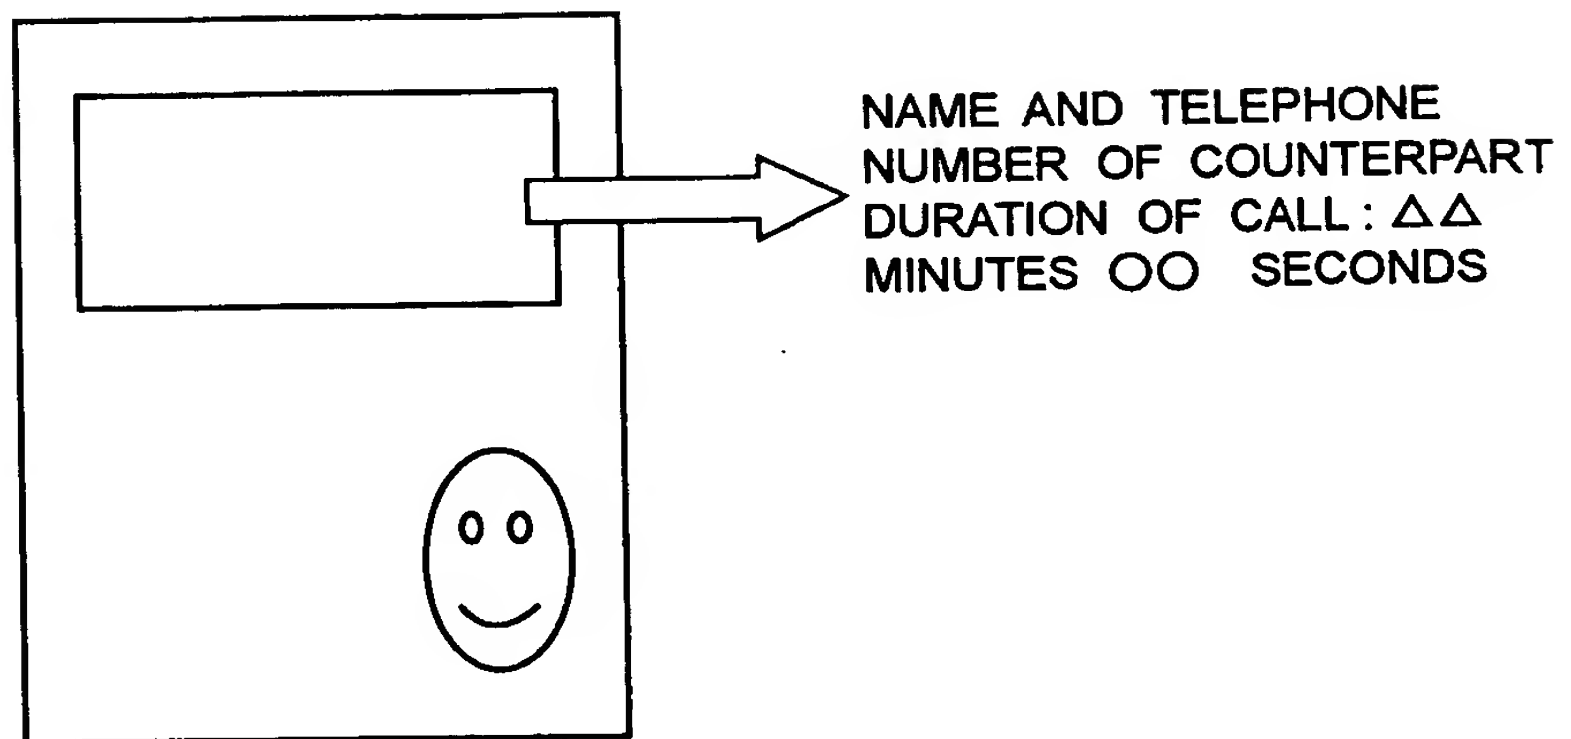 NAME AND TELEPHONE
NUMBER OF COUNTERPART
DURATION OF CALL : △△
MINUTES ○○ SECONDS